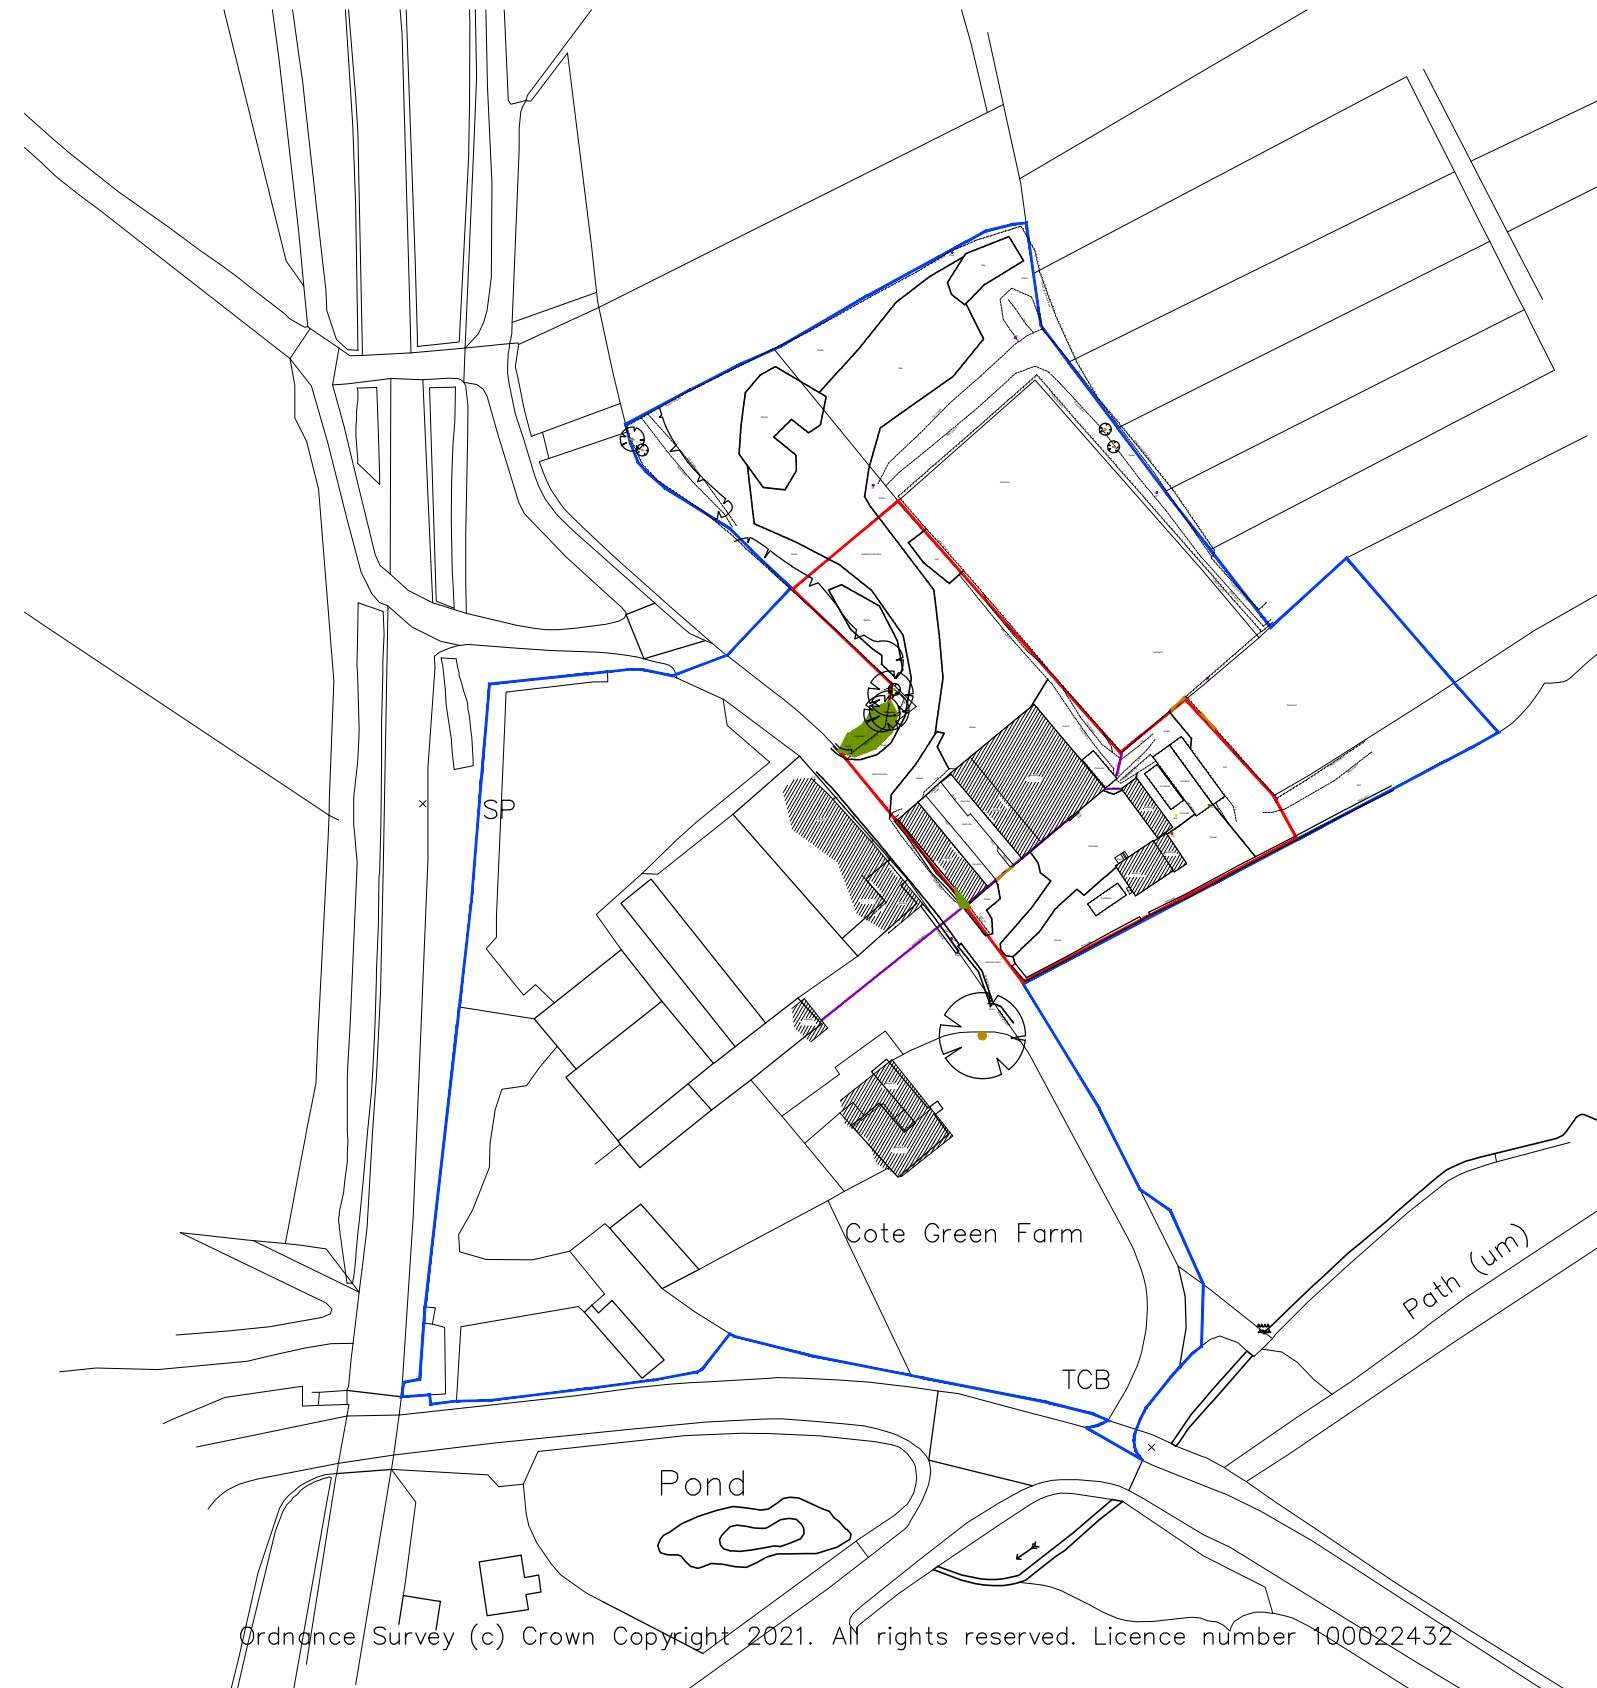 SP
Cote Green Farm
Path (um)
TCB
Pond
Ordnance Survey (c) Crown Copyright 2021. All rights reserved. Licence number 100022432